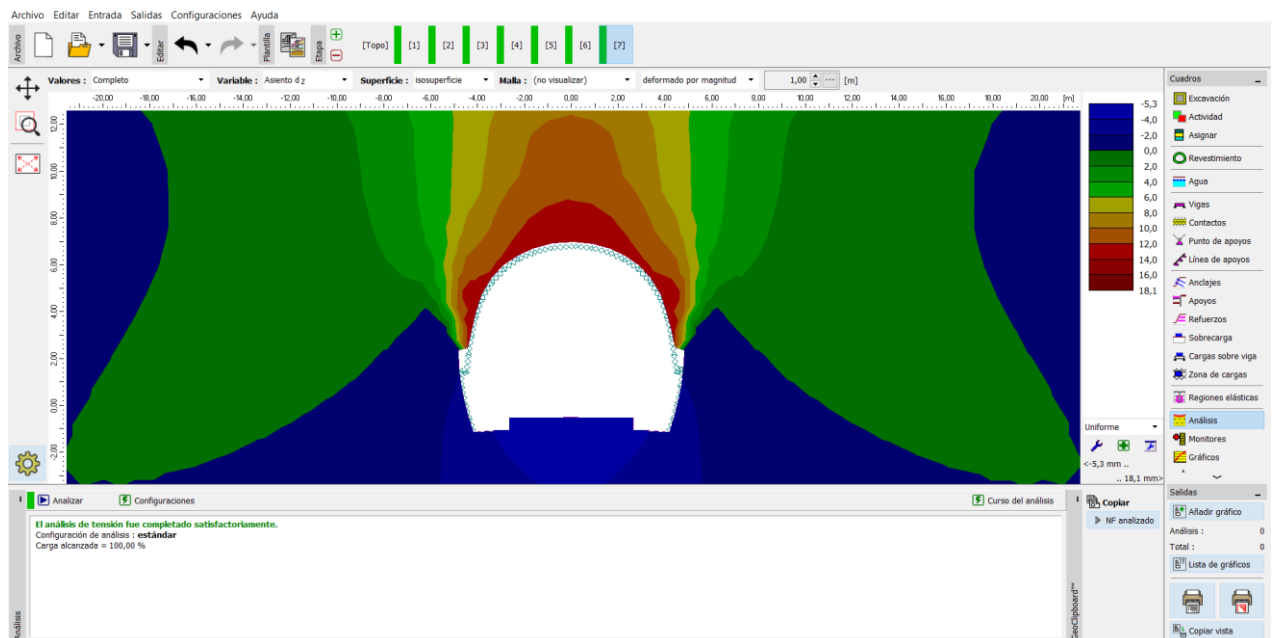 Archivo Editar Entrada Salidas Configuraciones Ayuda
Archivo
Editar
Plantilla
Etapa
[Topo] [1] [2] [3] [4] [5] [6] [7]
Valores : Completo Variable : Asiento d z Superficie : isosuperficie Malla : (no visualizar) deformado por magnitud 1,00 ... [m]
-20,00 -18,00 -16,00 -14,00 -12,00 -10,00 -8,00 -6,00 -4,00 -2,00 0,00 2,00 4,00 6,00 8,00 10,00 12,00 14,00 16,00 18,00 20,00 [m]
12,00
10,00
8,00
6,00
4,00
2,00
0,00
-2,00
-5,3
-4,0
-2,0
0,0
2,0
4,0
6,0
8,0
10,0
12,0
14,0
16,0
18,1
Uniforme
<-5,3 mm ..
.. 18,1 mm>
Cuadros
Excavación
Actividad
Asignar
Revestimiento
Agua
Vigas
Contactos
Punto de apoyos
Línea de apoyos
Anclajes
Apoyos
Refuerzos
Sobrecarga
Cargas sobre viga
Zona de cargas
Regiones elásticas
Análisis
Monitores
Gráficos
Analizar Configuraciones Curso del análisis
El análisis de tensión fue completado satisfactoriamente.
Configuración de análisis : estándar
Carga alcanzada = 100,00 %
Análisis
GeoClipboard™
Copiar
NF analizado
Salidas
Añadir gráfico
Análisis : 0
Total : 0
Lista de gráficos
Copiar vista